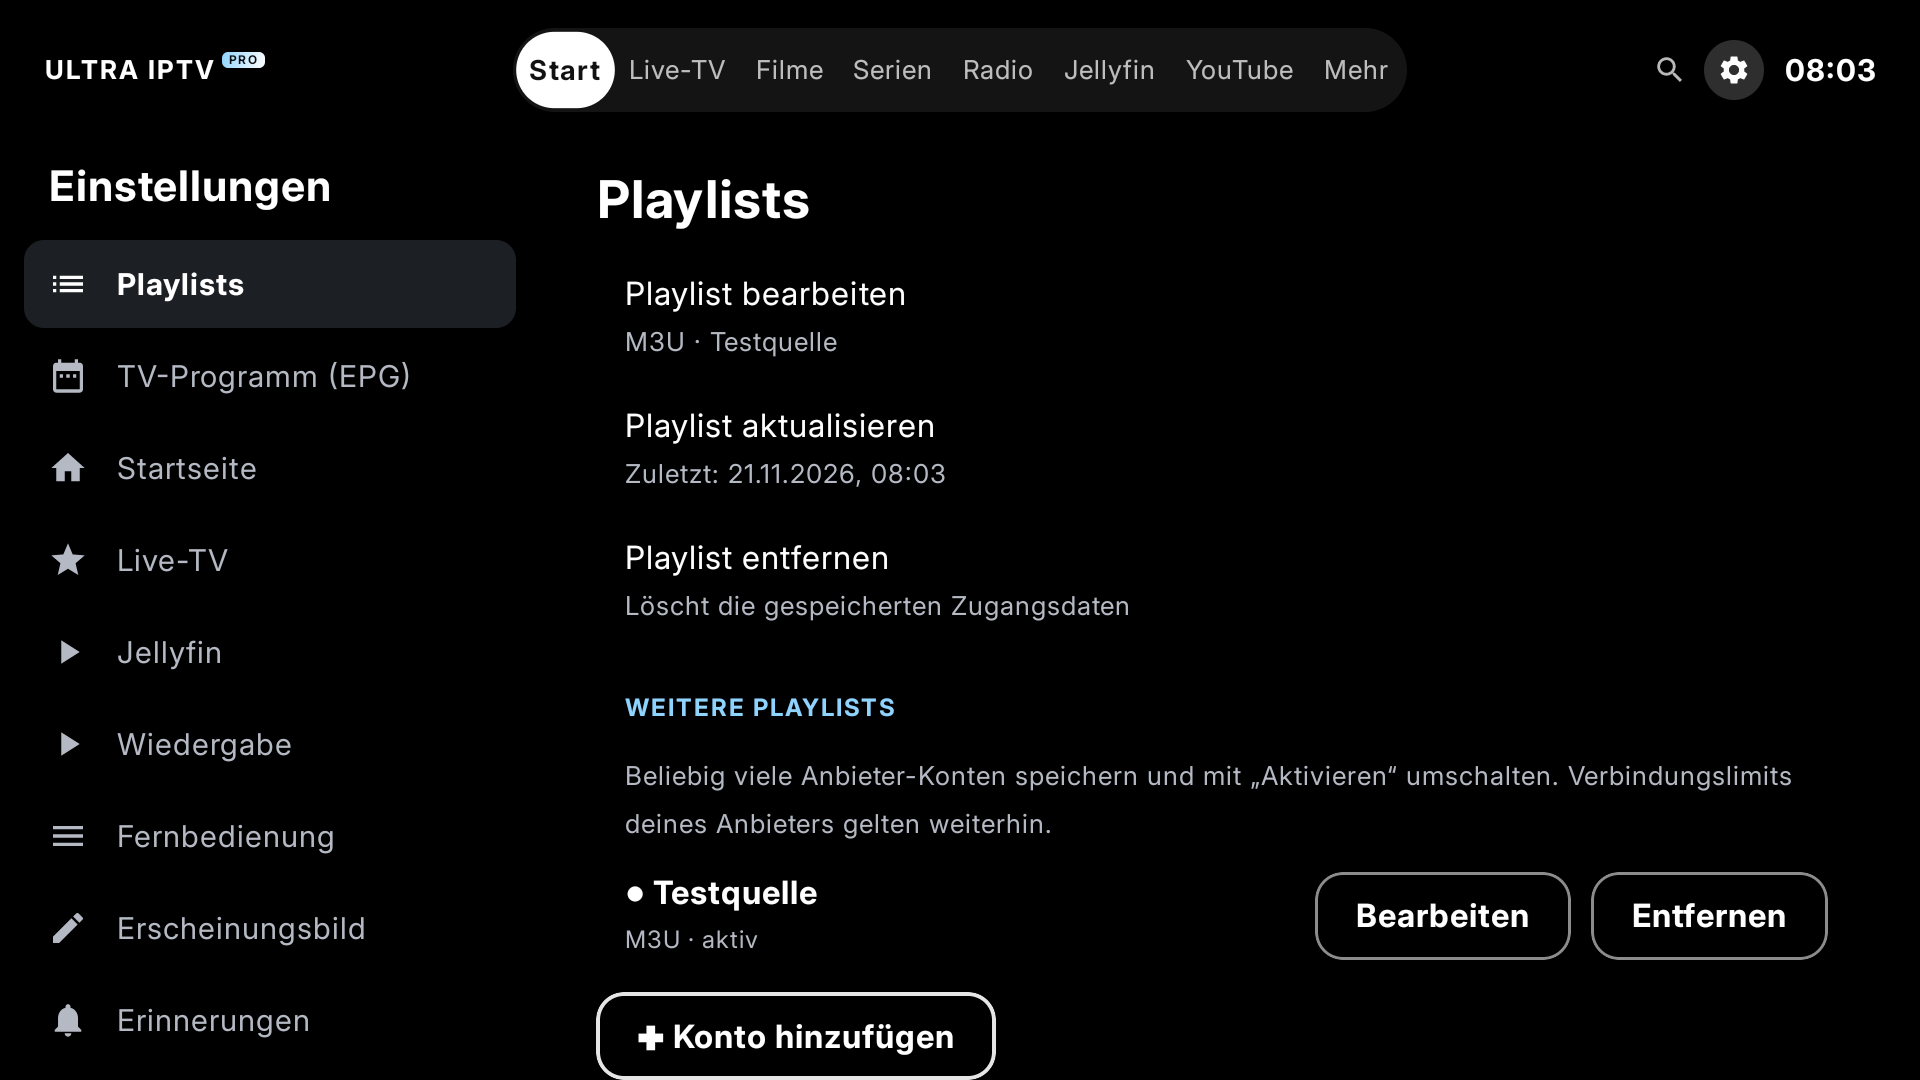 ULTRA IPTV PRO
Start Live-TV Filme Serien Radio Jellyfin YouTube Mehr
08:03
Einstellungen
Playlists
TV-Programm (EPG)
Startseite
Live-TV
Jellyfin
Wiedergabe
Fernbedienung
Erscheinungsbild
Erinnerungen
Playlists
Playlist bearbeiten
M3U · Testquelle
Playlist aktualisieren
Zuletzt: 21.11.2026, 08:03
Playlist entfernen
Löscht die gespeicherten Zugangsdaten
WEITERE PLAYLISTS
Beliebig viele Anbieter-Konten speichern und mit „Aktivieren“ umschalten. Verbindungslimits
deines Anbieters gelten weiterhin.
● Testquelle
M3U · aktiv
Bearbeiten Entfernen
✚ Konto hinzufügen